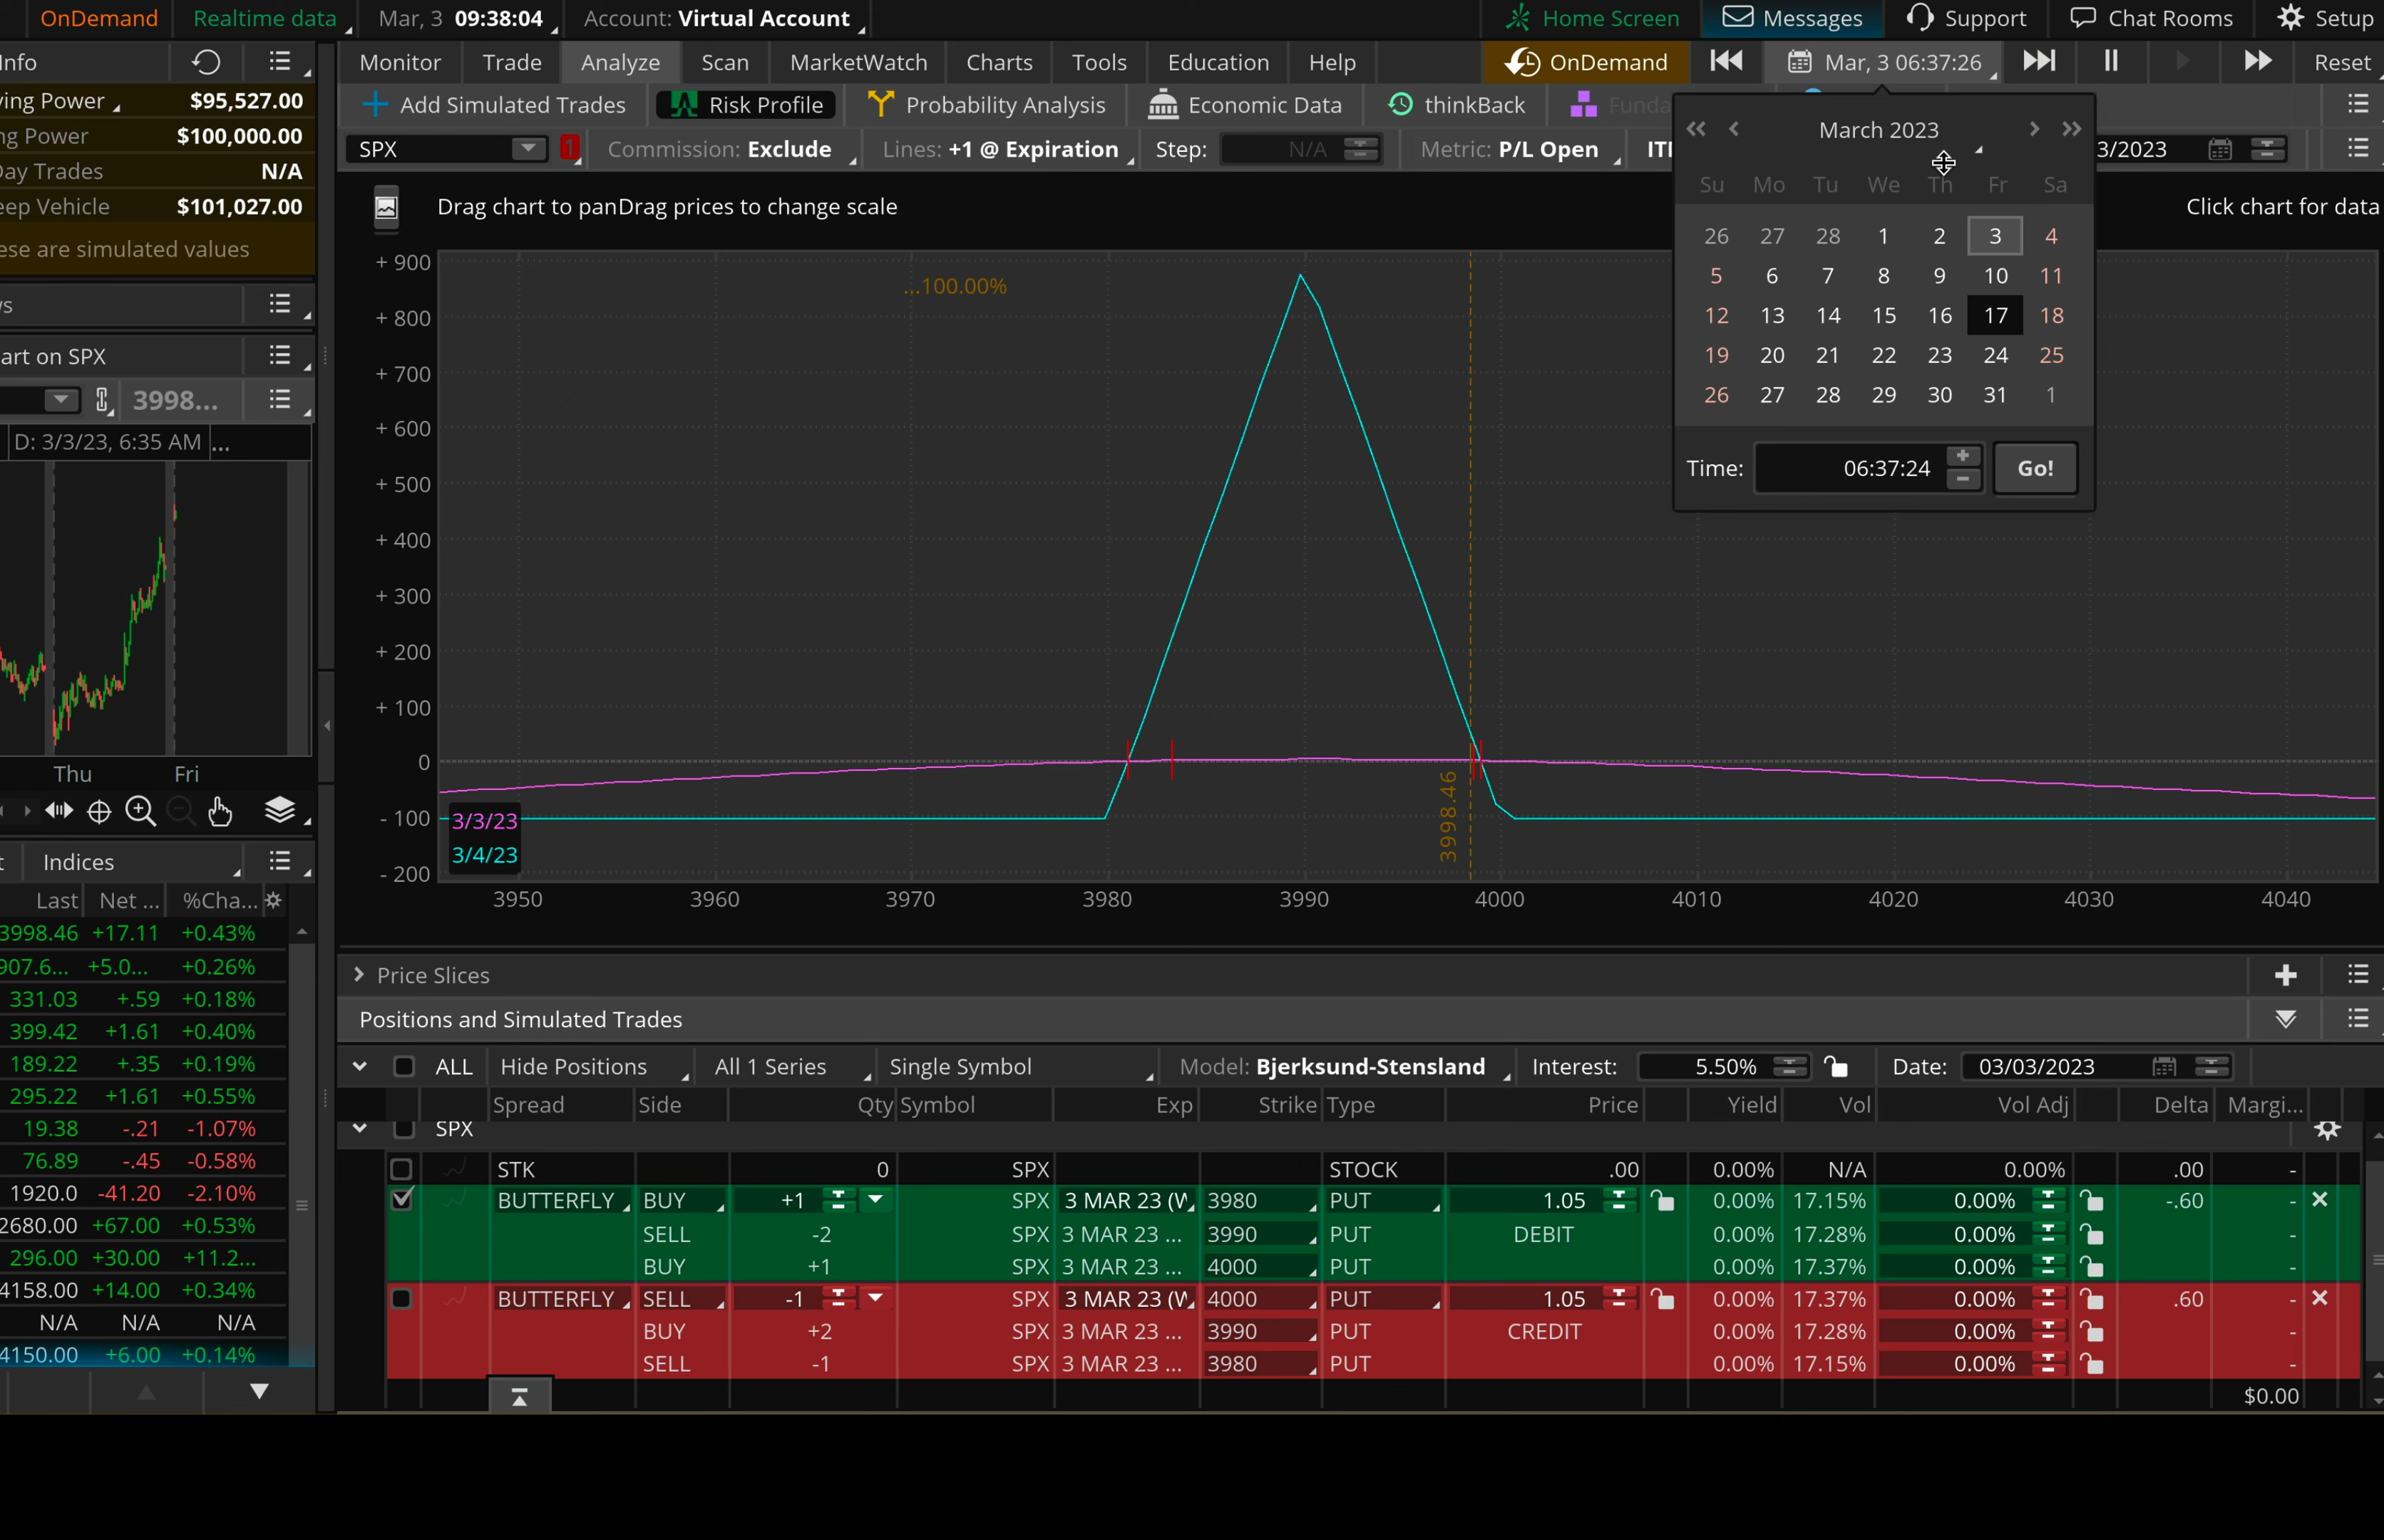 OnDemand Realtime data Mar, 3 09:38:04 Account: Virtual Account Home Screen Messages Support Chat Rooms Setup
nfo Monitor Trade Analyze Scan MarketWatch Charts Tools Education Help OnDemand Mar, 3 06:37:26 Reset
ying Power $95,527.00 Add Simulated Trades Risk Profile Probability Analysis Economic Data thinkBack Funda
ng Power $100,000.00
SPX 1 Commission: Exclude Lines: +1 @ Expiration Step: N/A Metric: P/L Open ITI 3/2023
Day Trades N/A
eep Vehicle $101,027.00
ese are simulated values
Drag chart to panDrag prices to change scale
Click chart for data
March 2023
Su Mo Tu We Th Fr Sa
26 27 28 1 2 3 4
5 6 7 8 9 10 11
12 13 14 15 16 17 18
19 20 21 22 23 24 25
26 27 28 29 30 31 1
Time: 06:37:24 Go!
s
art on SPX
3998...
D: 3/3/23, 6:35 AM ...
Thu Fri
+ 900
...100.00%
+ 800
+ 700
+ 600
+ 500
+ 400
+ 300
+ 200
+ 100
0
- 100
- 200
3998.46
3/3/23
3/4/23
3950 3960 3970 3980 3990 4000 4010 4020 4030 4040
t Indices
Last Net ... %Cha...
3998.46 +17.11 +0.43%
907.6... +5.0... +0.26%
331.03 +.59 +0.18%
399.42 +1.61 +0.40%
189.22 +.35 +0.19%
295.22 +1.61 +0.55%
19.38 -.21 -1.07%
76.89 -.45 -0.58%
1920.0 -41.20 -2.10%
2680.00 +67.00 +0.53%
296.00 +30.00 +11.2...
4158.00 +14.00 +0.34%
N/A N/A N/A
4150.00 +6.00 +0.14%
Price Slices
Positions and Simulated Trades
ALL Hide Positions All 1 Series Single Symbol Model: Bjerksund-Stensland Interest: 5.50% Date: 03/03/2023
Spread Side Qty Symbol Exp Strike Type Price Yield Vol Vol Adj Delta Margi...
SPX
STK 0 SPX STOCK .00 0.00% N/A 0.00% .00 -
BUTTERFLY BUY +1 SPX 3 MAR 23 (W 3980 PUT 1.05 0.00% 17.15% 0.00% -.60 -
SELL -2 SPX 3 MAR 23 ... 3990 PUT DEBIT 0.00% 17.28% 0.00% -
BUY +1 SPX 3 MAR 23 ... 4000 PUT 0.00% 17.37% 0.00% -
BUTTERFLY SELL -1 SPX 3 MAR 23 (W 4000 PUT 1.05 0.00% 17.37% 0.00% .60 -
BUY +2 SPX 3 MAR 23 ... 3990 PUT CREDIT 0.00% 17.28% 0.00% -
SELL -1 SPX 3 MAR 23 ... 3980 PUT 0.00% 17.15% 0.00% -
$0.00